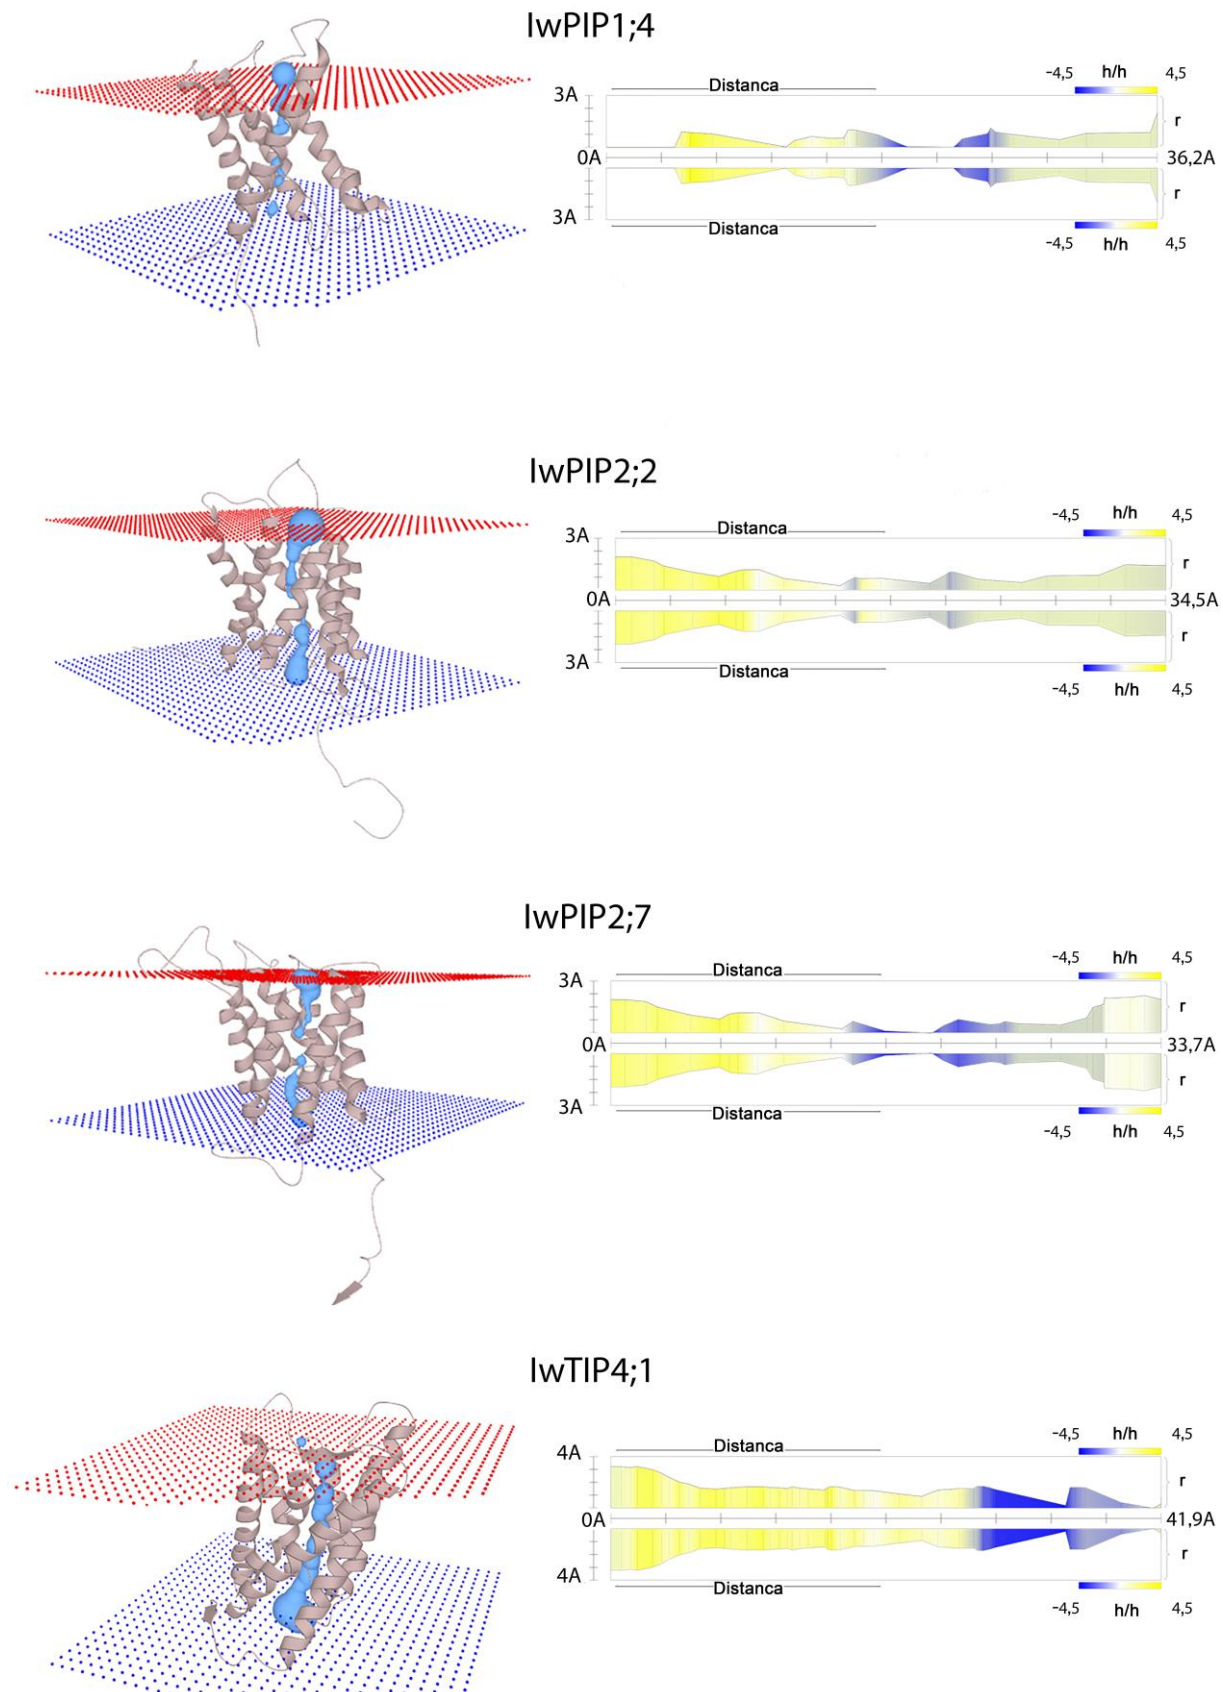 IwPIP1;4
-4,5 h/h 4,5
Distanca
3A
r
0A 36,2A
r
3A
Distanca
-4,5 h/h 4,5
IwPIP2;2
-4,5 h/h 4,5
Distanca
3A
r
0A 34,5A
r
3A
Distanca
-4,5 h/h 4,5
IwPIP2;7
-4,5 h/h 4,5
Distanca
3A
r
0A 33,7A
r
3A
Distanca
-4,5 h/h 4,5
IwTIP4;1
-4,5 h/h 4,5
Distanca
4A
r
0A 41,9A
r
4A
Distanca
-4,5 h/h 4,5